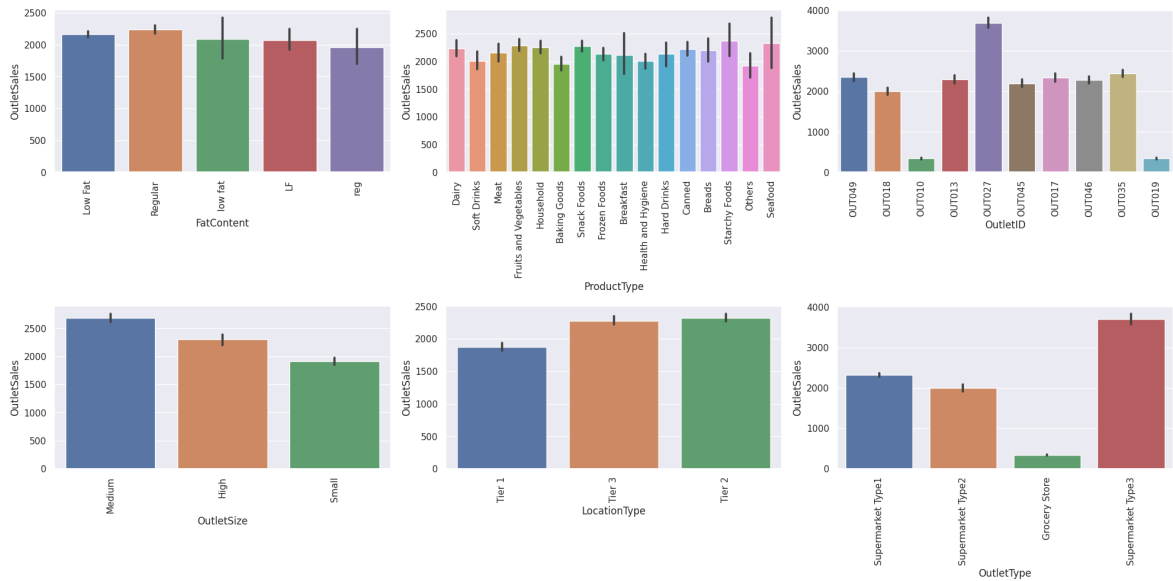 OutletSales
2500
2000
1500
1000
500
0
Low Fat
Regular
low fat
LF
reg
FatContent
OutletSales
2500
2000
1500
1000
500
0
Dairy
Soft Drinks
Meat
Fruits and Vegetables
Household
Baking Goods
Snack Foods
Frozen Foods
Breakfast
Health and Hygiene
Hard Drinks
Canned
Breads
Starchy Foods
Others
Seafood
ProductType
OutletSales
4000
3000
2000
1000
0
OUT049
OUT018
OUT010
OUT013
OUT027
OUT045
OUT017
OUT046
OUT035
OUT019
OutletID
OutletSales
2500
2000
1500
1000
500
0
Medium
High
Small
OutletSize
OutletSales
2500
2000
1500
1000
500
0
Tier 1
Tier 3
Tier 2
LocationType
OutletSales
4000
3000
2000
1000
0
Supermarket Type1
Supermarket Type2
Grocery Store
Supermarket Type3
OutletType